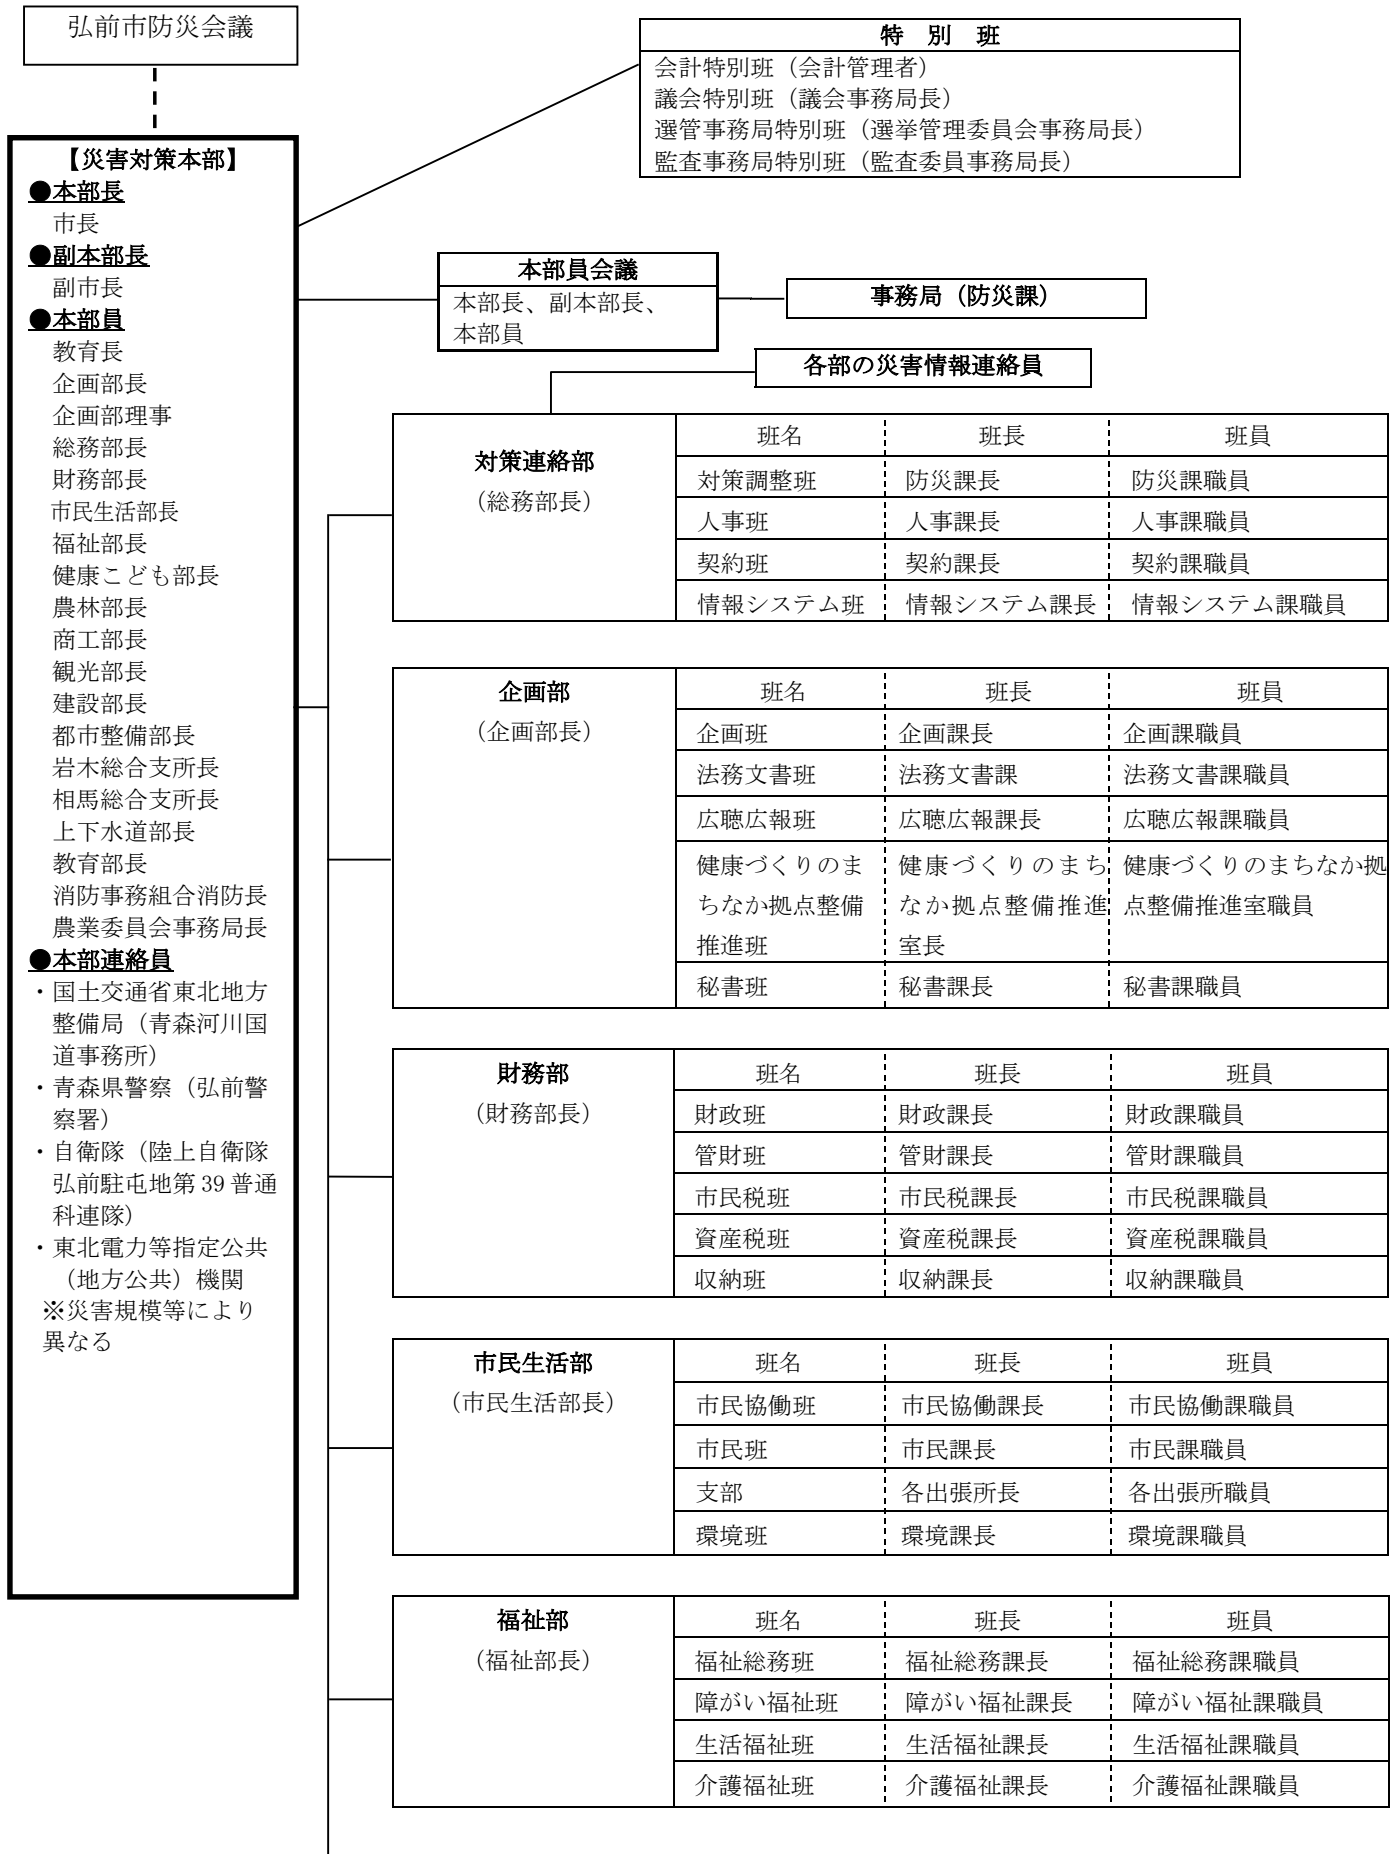 弘前市防災会議
特　別　班
会計特別班（会計管理者）
議会特別班（議会事務局長）
選管事務局特別班（選挙管理委員会事務局長）
監査事務局特別班（監査委員事務局長）
【災害対策本部】
●本部長
市長
●副本部長
副市長
●本部員
教育長
企画部長
企画部理事
総務部長
財務部長
市民生活部長
福祉部長
健康こども部長
農林部長
商工部長
観光部長
建設部長
都市整備部長
岩木総合支所長
相馬総合支所長
上下水道部長
教育部長
消防事務組合消防長
農業委員会事務局長
●本部連絡員
・国土交通省東北地方
整備局（青森河川国
道事務所）
・青森県警察（弘前警
察署）
・自衛隊（陸上自衛隊
弘前駐屯地第39普通
科連隊）
・東北電力等指定公共
（地方公共）機関
※災害規模等により
異なる
本部員会議
本部長、副本部長、
本部員
事務局（防災課）
各部の災害情報連絡員
対策連絡部
（総務部長）
班名 班長 班員
対策調整班 防災課長 防災課職員
人事班 人事課長 人事課職員
契約班 契約課長 契約課職員
情報システム班 情報システム課長 情報システム課職員
企画部
（企画部長）
班名 班長 班員
企画班 企画課長 企画課職員
法務文書班 法務文書課 法務文書課職員
広聴広報班 広聴広報課長 広聴広報課職員
健康づくりのま 健康づくりのまち 健康づくりのまちなか拠
ちなか拠点整備 なか拠点整備推進 点整備推進室職員
推進班 室長
秘書班 秘書課長 秘書課職員
財務部
（財務部長）
班名 班長 班員
財政班 財政課長 財政課職員
管財班 管財課長 管財課職員
市民税班 市民税課長 市民税課職員
資産税班 資産税課長 資産税課職員
収納班 収納課長 収納課職員
市民生活部
（市民生活部長）
班名 班長 班員
市民協働班 市民協働課長 市民協働課職員
市民班 市民課長 市民課職員
支部 各出張所長 各出張所職員
環境班 環境課長 環境課職員
福祉部
（福祉部長）
班名 班長 班員
福祉総務班 福祉総務課長 福祉総務課職員
障がい福祉班 障がい福祉課長 障がい福祉課職員
生活福祉班 生活福祉課長 生活福祉課職員
介護福祉班 介護福祉課長 介護福祉課職員